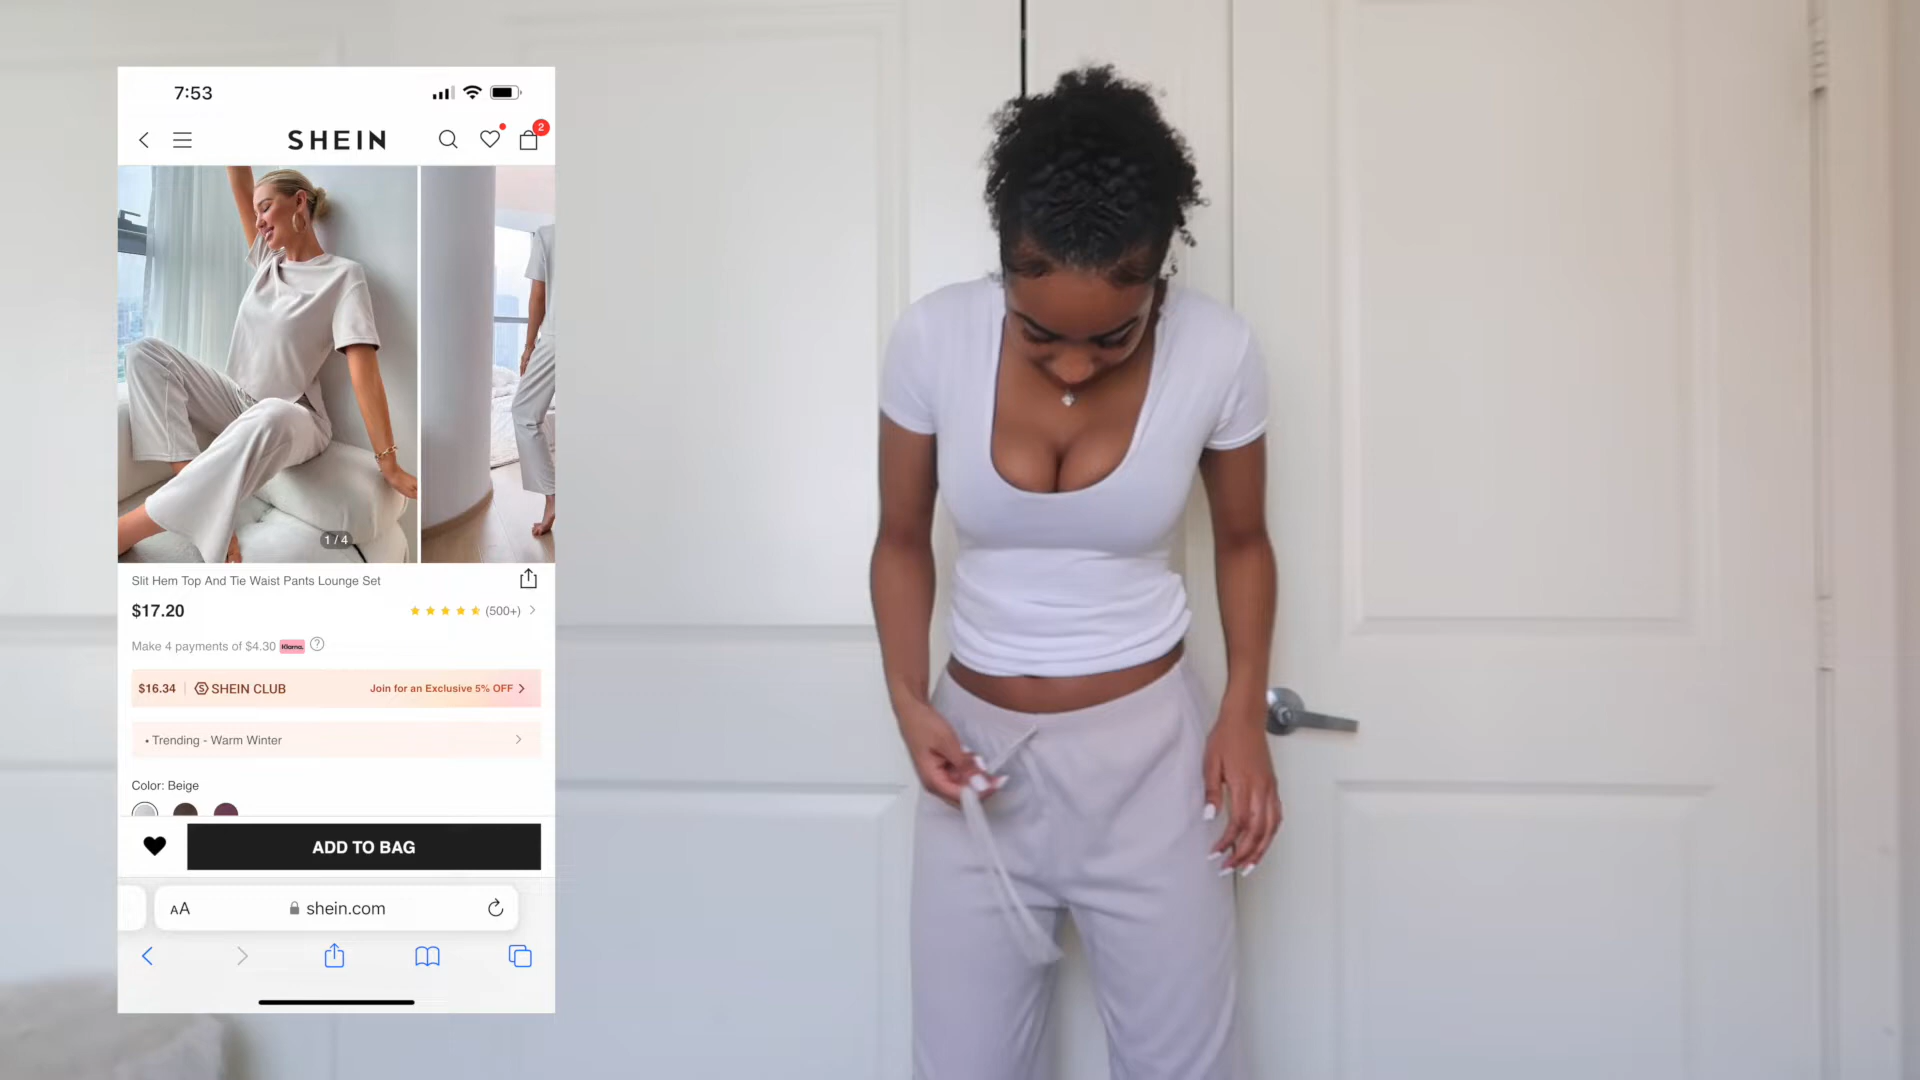 7:53
SHEIN
2
1 / 4
Slit Hem Top And Tie Waist Pants Lounge Set
$17.20
(500+)
Make 4 payments of $4.30 Klarna. ?
$16.34 S SHEIN CLUB Join for an Exclusive 5% OFF
• Trending - Warm Winter
Color: Beige
ADD TO BAG
AA shein.com